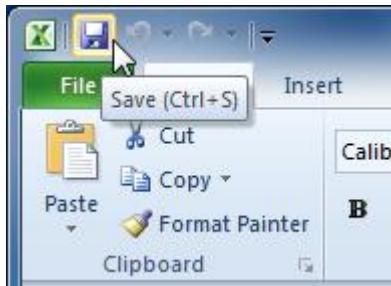 File
Insert
Save (Ctrl+S)
Cut
Calib
Copy
Paste
B
Format Painter
Clipboard